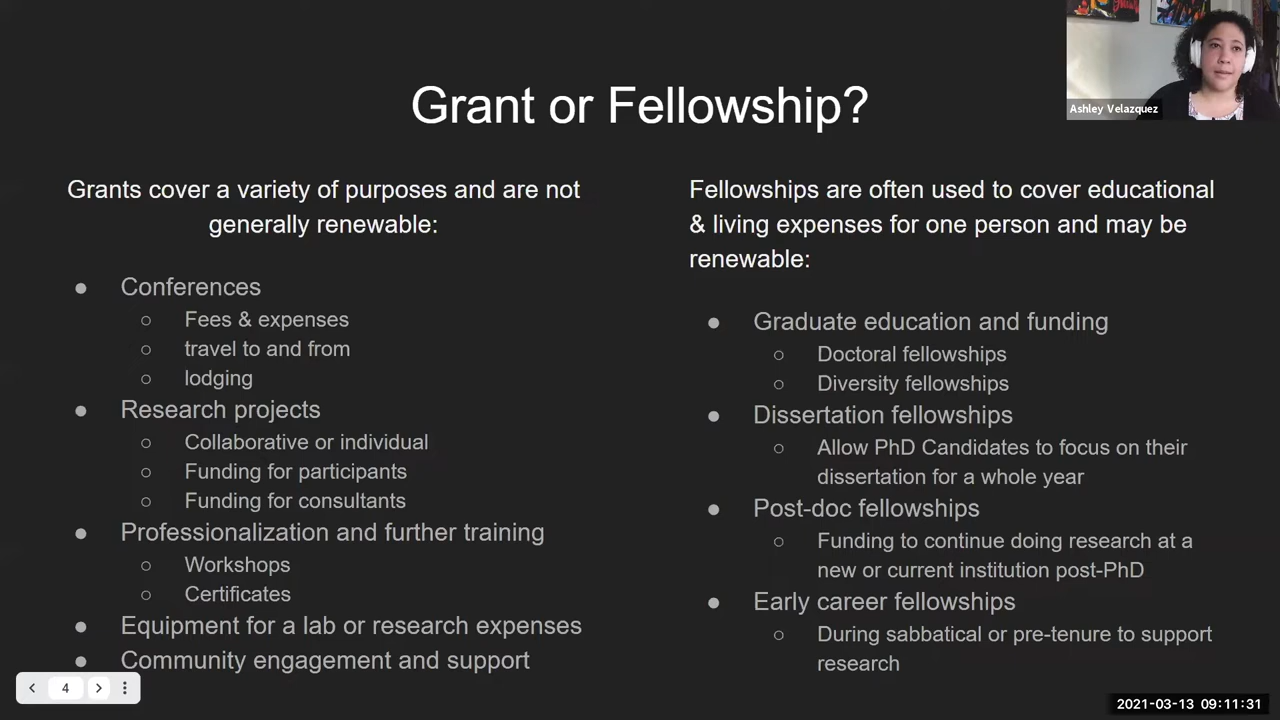 Grant or Fellowship?
Ashley Velazquez
Grants cover a variety of purposes and are not
generally renewable:
● Conferences
○ Fees & expenses
○ travel to and from
○ lodging
● Research projects
○ Collaborative or individual
○ Funding for participants
○ Funding for consultants
● Professionalization and further training
○ Workshops
○ Certificates
● Equipment for a lab or research expenses
● Community engagement and support
Fellowships are often used to cover educational
& living expenses for one person and may be
renewable:
● Graduate education and funding
○ Doctoral fellowships
○ Diversity fellowships
● Dissertation fellowships
○ Allow PhD Candidates to focus on their
dissertation for a whole year
● Post-doc fellowships
○ Funding to continue doing research at a
new or current institution post-PhD
● Early career fellowships
○ During sabbatical or pre-tenure to support
research
4
2021-03-13 09:11:31